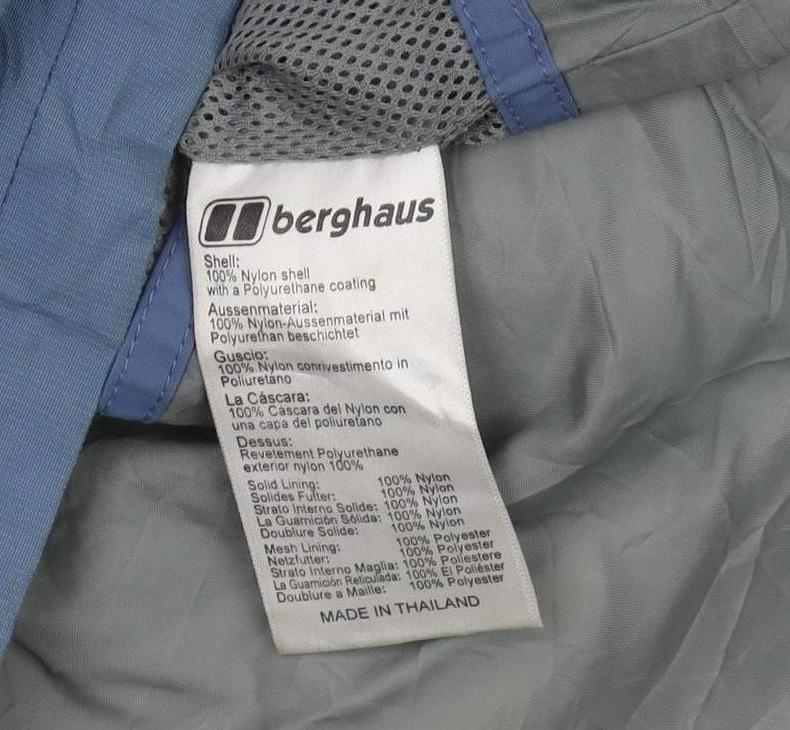 berghaus
Shell:
100% Nylon shell
with a Polyurethane coating
Aussenmaterial:
100% Nylon-Aussenmaterial mit
Polyurethan beschichtet
Guscio:
100% Nylon conrivestimento in
Poliuretano
La Cáscara:
100% Cáscara del Nylon con
una capa del poliuretano
Dessus:
Revetement Polyurethane
exterior nylon 100%
Solid Lining: 100% Nylon
Solides Futter: 100% Nylon
Strato Interno Solide: 100% Nylon
La Guarnición Sólida: 100% Nylon
Doublure Solide: 100% Nylon
Mesh Lining: 100% Polyester
Netzfutter: 100% Polyester
Strato Interno Maglia: 100% Poliestere
La Guarnición Reticulada: 100% El Poliéster
Doublure a Maille: 100% Polyester
MADE IN THAILAND